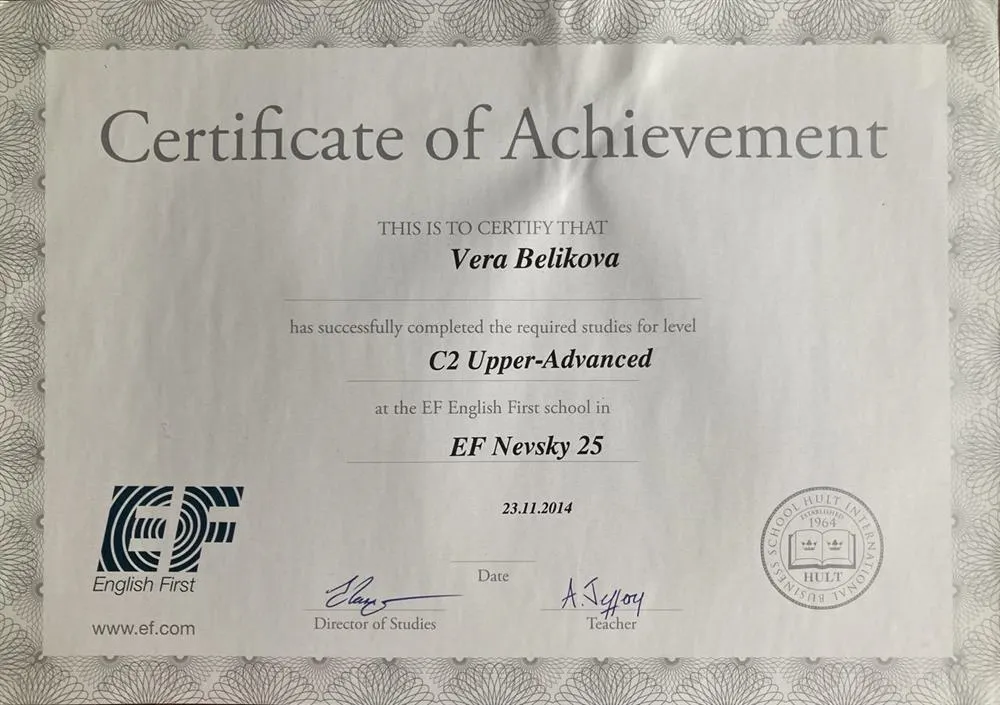 Certificate of Achievement
THIS IS TO CERTIFY THAT
Vera Belikova
has successfully completed the required studies for level
C2 Upper-Advanced
at the EF English First school in
EF Nevsky 25
23.11.2014
Date
EF
English First
www.ef.com
Director of Studies
A. Jeffoy
Teacher
HULT INTERNATIONAL BUSINESS SCHOOL
ESTABLISHED
1964
HULT